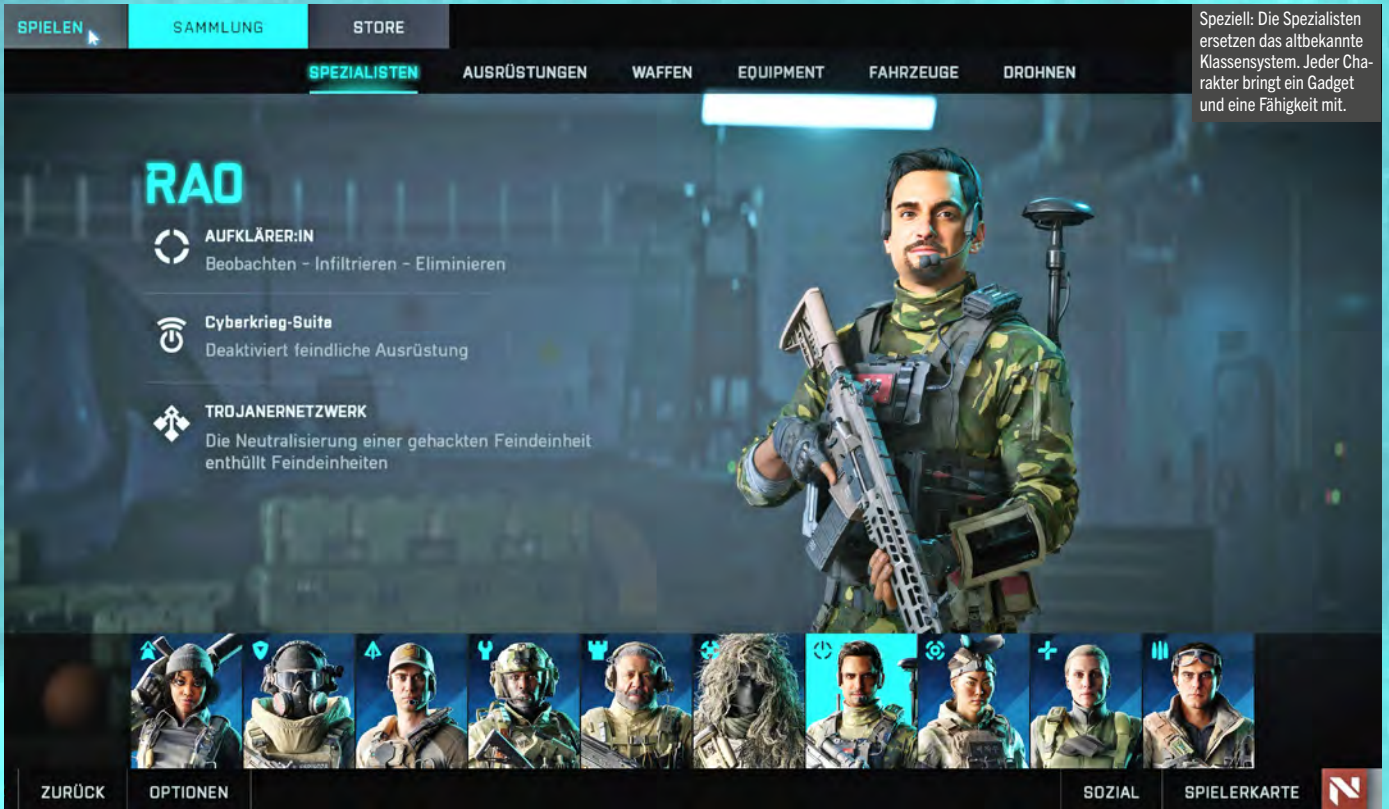 SPIELEN
SAMMLUNG
STORE
Speziell: Die Spezialisten
ersetzen das altbekannte
Klassensystem. Jeder Cha-
rakter bringt ein Gadget
und eine Fähigkeit mit.
SPEZIALISTEN
AUSRÜSTUNGEN
WAFFEN
EQUIPMENT
FAHRZEUGE
DROHNEN
RAO
AUFKLÄRER:IN
Beobachten - Infiltrieren - Eliminieren
Cyberkrieg-Suite
Deaktiviert feindliche Ausrüstung
TROJANERNETZWERK
Die Neutralisierung einer gehackten Feindeinheit
enthüllt Feindeinheiten
ZURÜCK
OPTIONEN
SOZIAL
SPIELERKARTE
N